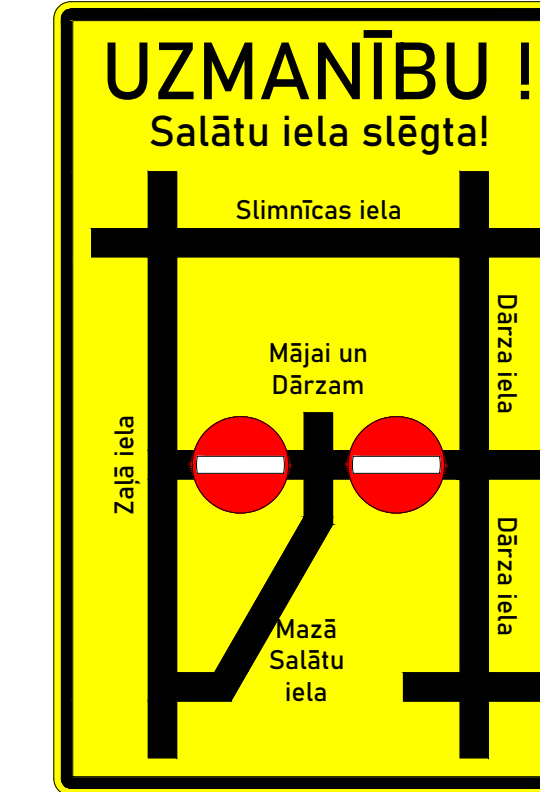 UZMANĪBU !
Salātu iela slēgta!
Slimnīcas iela
Dārza iela
Mājai un
Dārzam
Zaļā iela
Dārza iela
Mazā
Salātu
iela